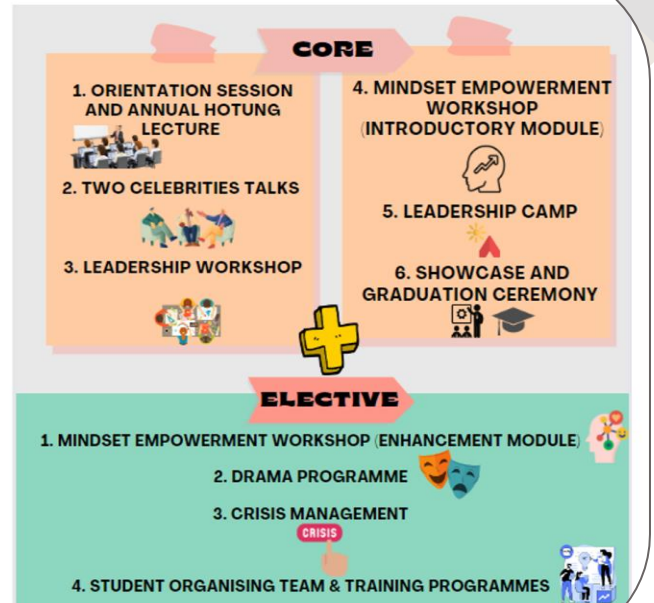 CORE
1. ORIENTATION SESSION
AND ANNUAL HOTUNG
LECTURE
2. TWO CELEBRITIES TALKS
3. LEADERSHIP WORKSHOP
4. MINDSET EMPOWERMENT
WORKSHOP
(INTRODUCTORY MODULE)
5. LEADERSHIP CAMP
6. SHOWCASE AND
GRADUATION CEREMONY
ELECTIVE
1. MINDSET EMPOWERMENT WORKSHOP (ENHANCEMENT MODULE)
2. DRAMA PROGRAMME
3. CRISIS MANAGEMENT
CRISIS
4. STUDENT ORGANISING TEAM & TRAINING PROGRAMMES